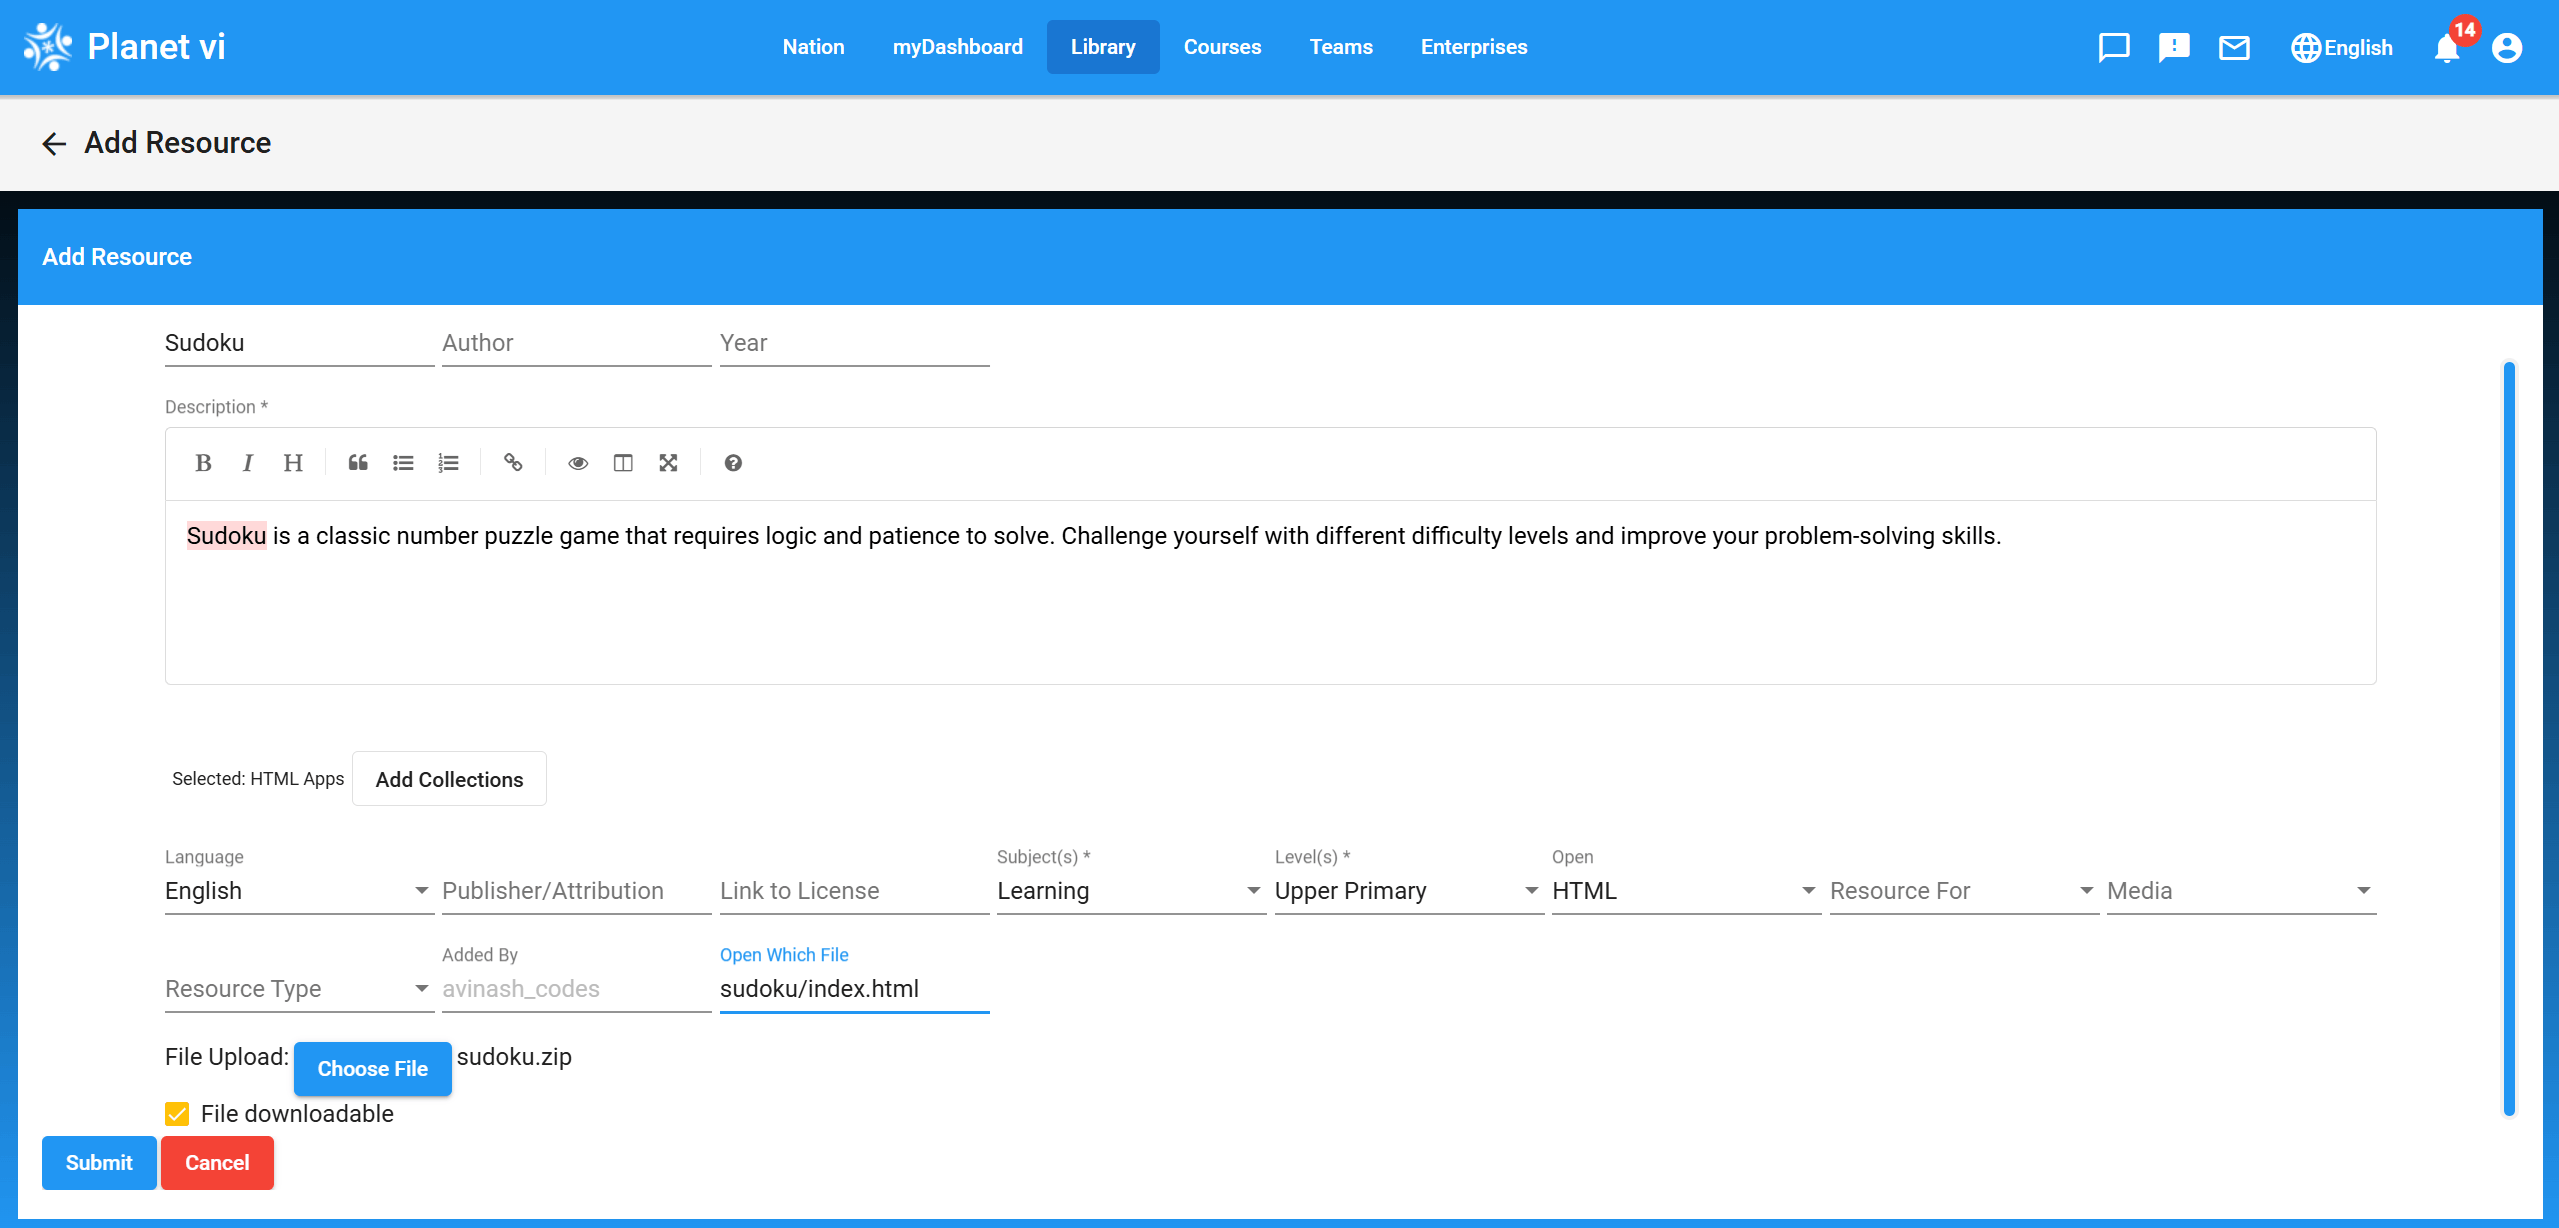 Planet vi
Nation myDashboard Library Courses Teams Enterprises
English
14
Add Resource
Add Resource
Sudoku Author Year
Description *
B I H
Sudoku is a classic number puzzle game that requires logic and patience to solve. Challenge yourself with different difficulty levels and improve your problem-solving skills.
Selected: HTML Apps Add Collections
Language Subject(s) * Level(s) * Open
English Publisher/Attribution Link to License Learning Upper Primary HTML Resource For Media
Added By Open Which File
Resource Type avinash_codes sudoku/index.html
File Upload: Choose File sudoku.zip
File downloadable
Submit Cancel